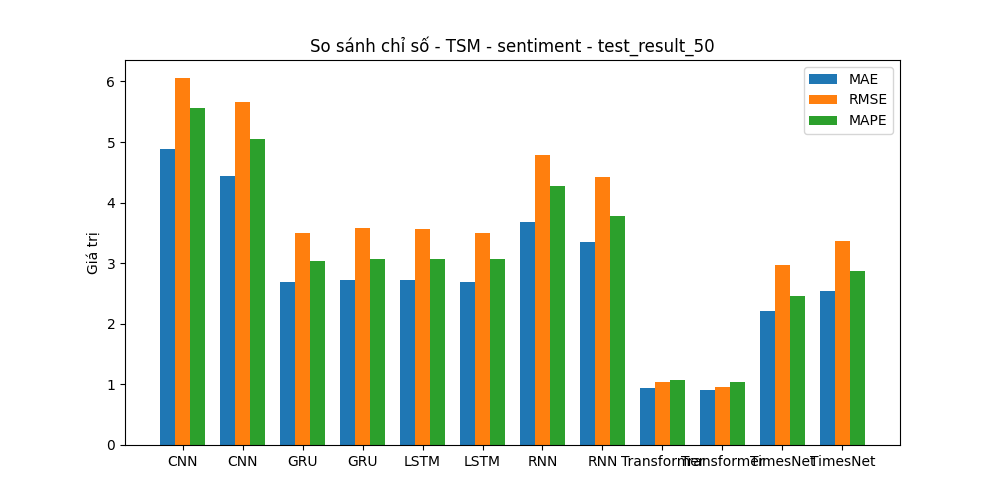 So sánh chỉ số - TSM - sentiment - test_result_50
MAE
RMSE
MAPE
Giá trị
6
5
4
3
2
1
0
CNN CNN GRU GRU LSTM LSTM RNN RNN Transformer Transformer TimesNet TimesNet